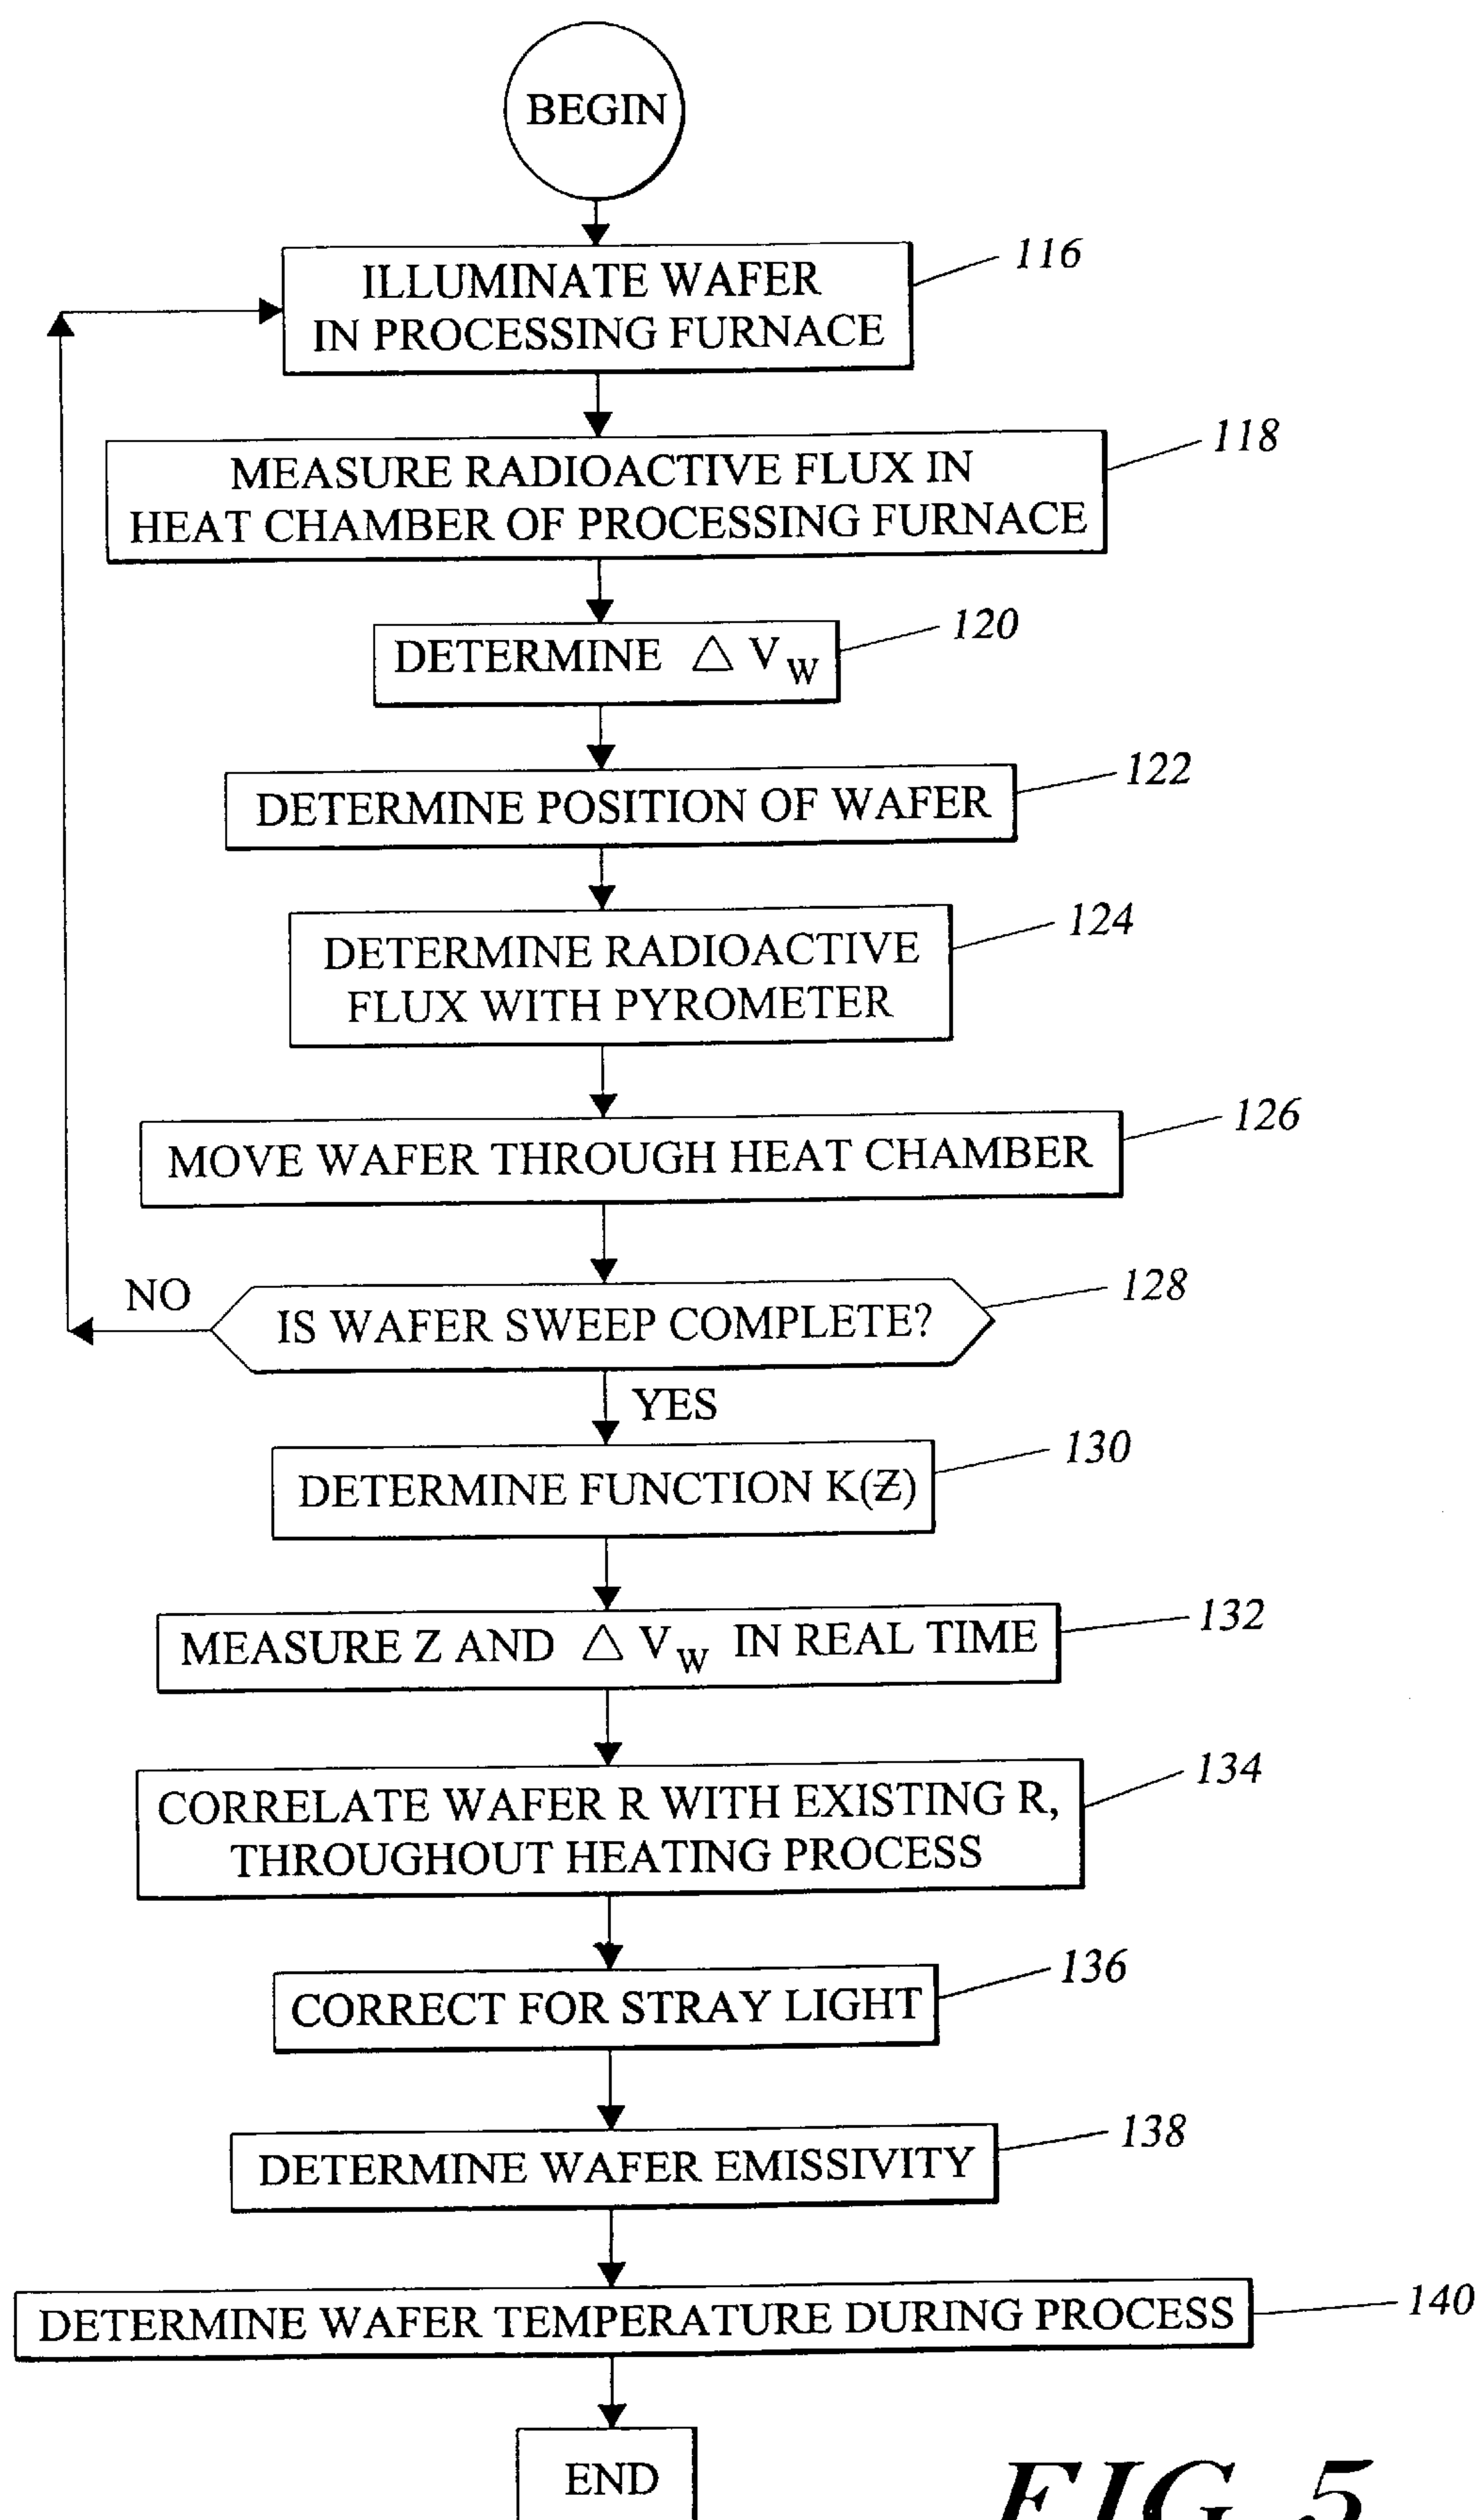 BEGIN
ILLUMINATE WAFER
IN PROCESSING FURNACE
116
MEASURE RADIOACTIVE FLUX IN
HEAT CHAMBER OF PROCESSING FURNACE
118
DETERMINE △ V_W
120
DETERMINE POSITION OF WAFER
122
DETERMINE RADIOACTIVE
FLUX WITH PYROMETER
124
MOVE WAFER THROUGH HEAT CHAMBER
126
IS WAFER SWEEP COMPLETE?
128
NO
YES
DETERMINE FUNCTION K(Ƶ)
130
MEASURE Z AND △ V_W IN REAL TIME
132
CORRELATE WAFER R WITH EXISTING R,
THROUGHOUT HEATING PROCESS
134
CORRECT FOR STRAY LIGHT
136
DETERMINE WAFER EMISSIVITY
138
DETERMINE WAFER TEMPERATURE DURING PROCESS
140
END
FIG. 5